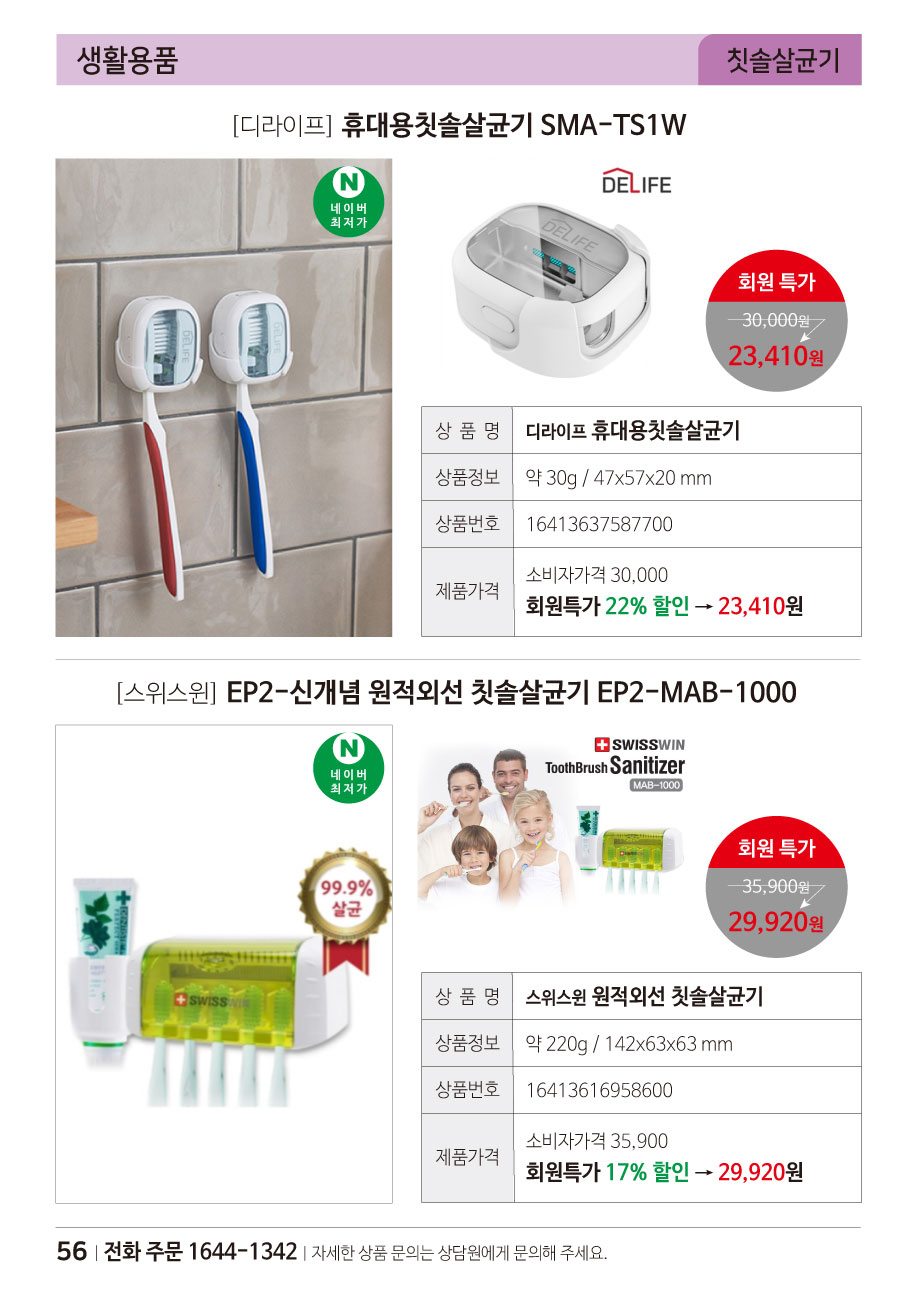 생활용품
칫솔살균기
[디라이프] 휴대용칫솔살균기 SMA-TS1W
N
네이버
최저가
DELIFE
DELIFE
DELIFE
DELIFE
회원 특가
30,000원
23,410원
상 품 명 디라이프 휴대용칫솔살균기
상품정보 약 30g / 47x57x20 mm
상품번호 16413637587700
제품가격 소비자가격 30,000
회원특가 22% 할인 → 23,410원
[스위스윈] EP2-신개념 원적외선 칫솔살균기 EP2-MAB-1000
N
네이버
최저가
99.9%
살균
SWISSWIN
SWISSWIN
ToothBrush Sanitizer
MAB-1000
회원 특가
35,900원
29,920원
상 품 명 스위스윈 원적외선 칫솔살균기
상품정보 약 220g / 142x63x63 mm
상품번호 16413616958600
제품가격 소비자가격 35,900
회원특가 17% 할인 → 29,920원
56 | 전화 주문 1644-1342 | 자세한 상품 문의는 상담원에게 문의해 주세요.